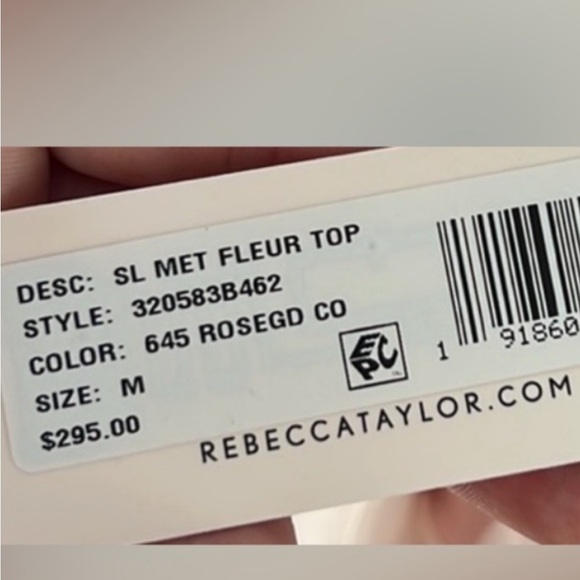 DESC: SL MET FLEUR TOP
STYLE: 320583B462
COLOR: 645 ROSEGD CO
SIZE: M
$295.00
EPC
1 91860
REBECCATAYLOR.COM